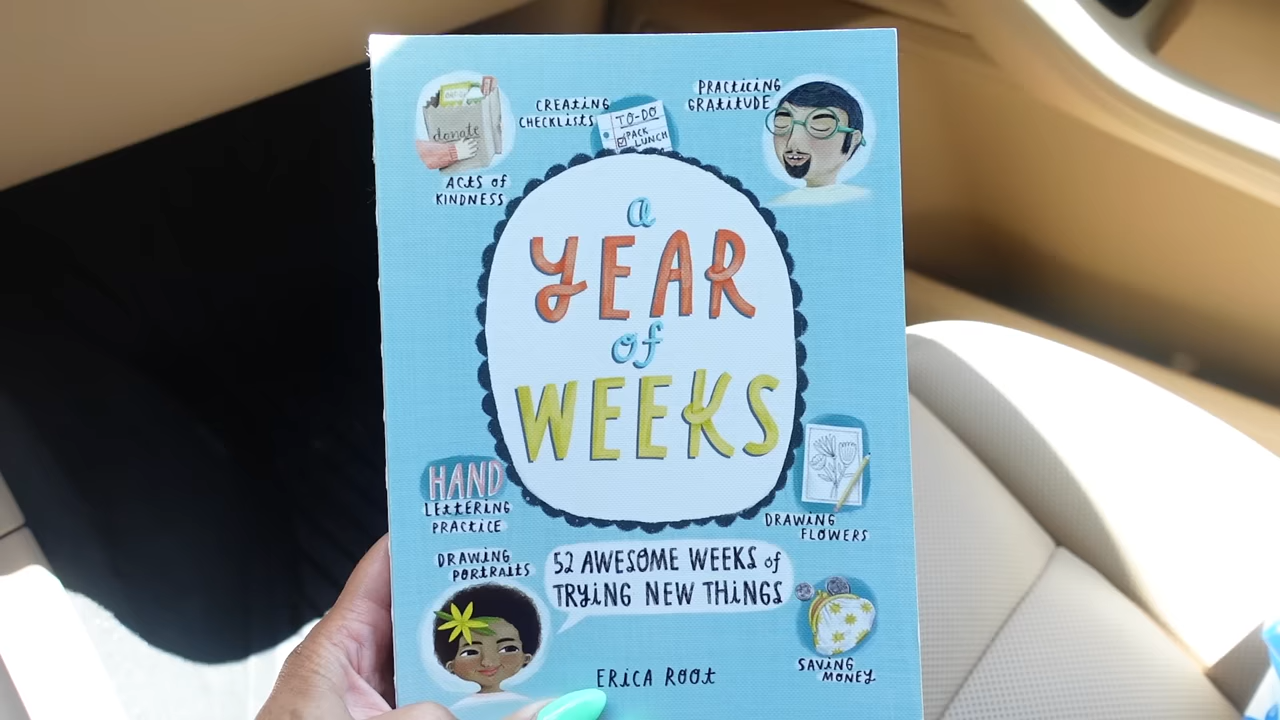 donate
ACTS of
KINDNESS
CREATING
CHECKLISTS
TO-DO
PACK
LUNCH
PRACTICING
GRATITUDE
a
YEAR
of
WEEKS
HAND
LETTERING
PRACTICE
DRAWING
FLOWERS
DRAWING
PORTRAITS
52 AWESOME WEEKS of
TRYING NEW THINGS
SAVING
MONEY
ERICA ROOT